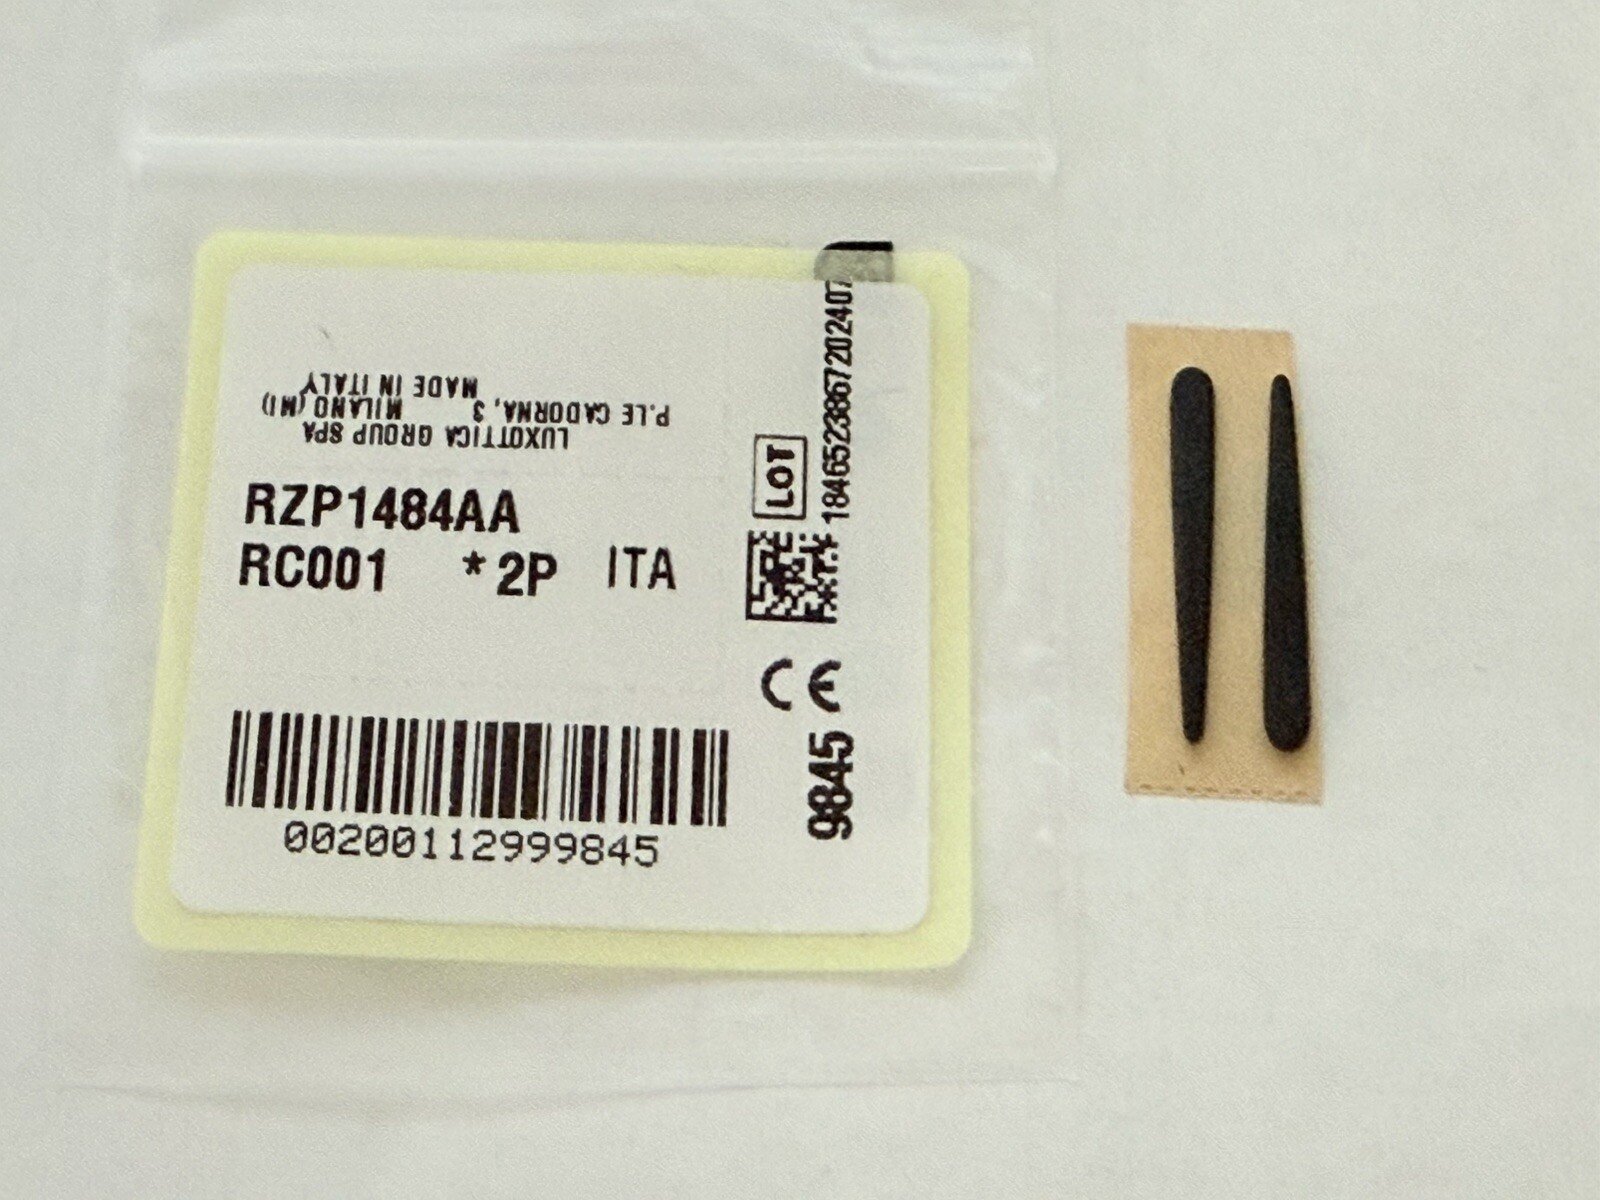 LUXOTTICA GROUP SPA
P.LE CADORNA, 3 MILANO (MI)
MADE IN ITALY
RZP1484AA
RC001 *2P ITA
00200112999845
LOT
1846523867202407
CE
9845